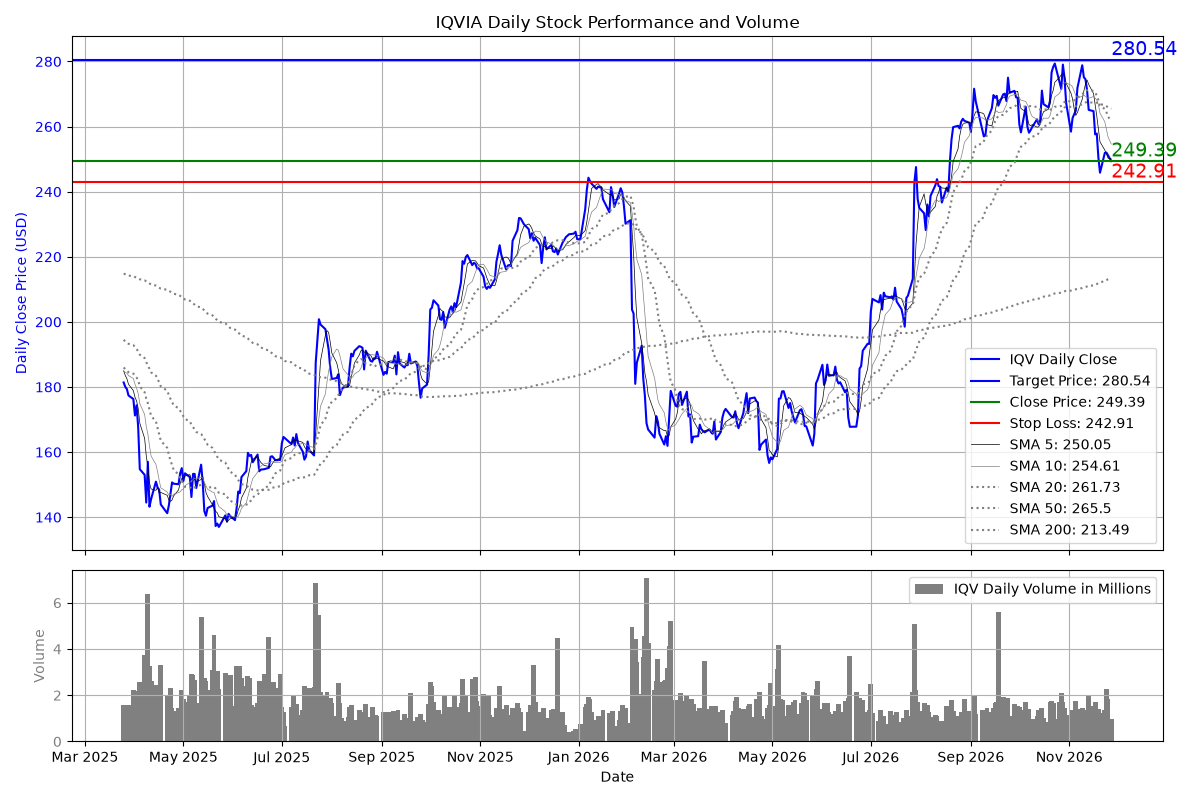 IQVIA Daily Stock Performance and Volume
Daily Close Price (USD)
280
260
240
220
200
180
160
140
280.54
249.39
242.91
IQV Daily Close
Target Price: 280.54
Close Price: 249.39
Stop Loss: 242.91
SMA 5: 250.05
SMA 10: 254.61
SMA 20: 261.73
SMA 50: 265.5
SMA 200: 213.49
Volume
6
4
2
0
IQV Daily Volume in Millions
Mar 2025 May 2025 Jul 2025 Sep 2025 Nov 2025 Jan 2026 Mar 2026 May 2026 Jul 2026 Sep 2026 Nov 2026
Date